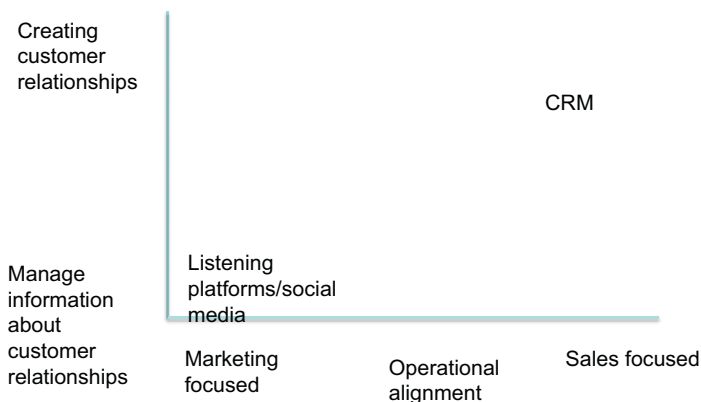 Creating
customer
relationships
CRM
Listening
platforms/social
media
Manage
information
about
customer
relationships
Marketing
focused
Operational
alignment
Sales focused